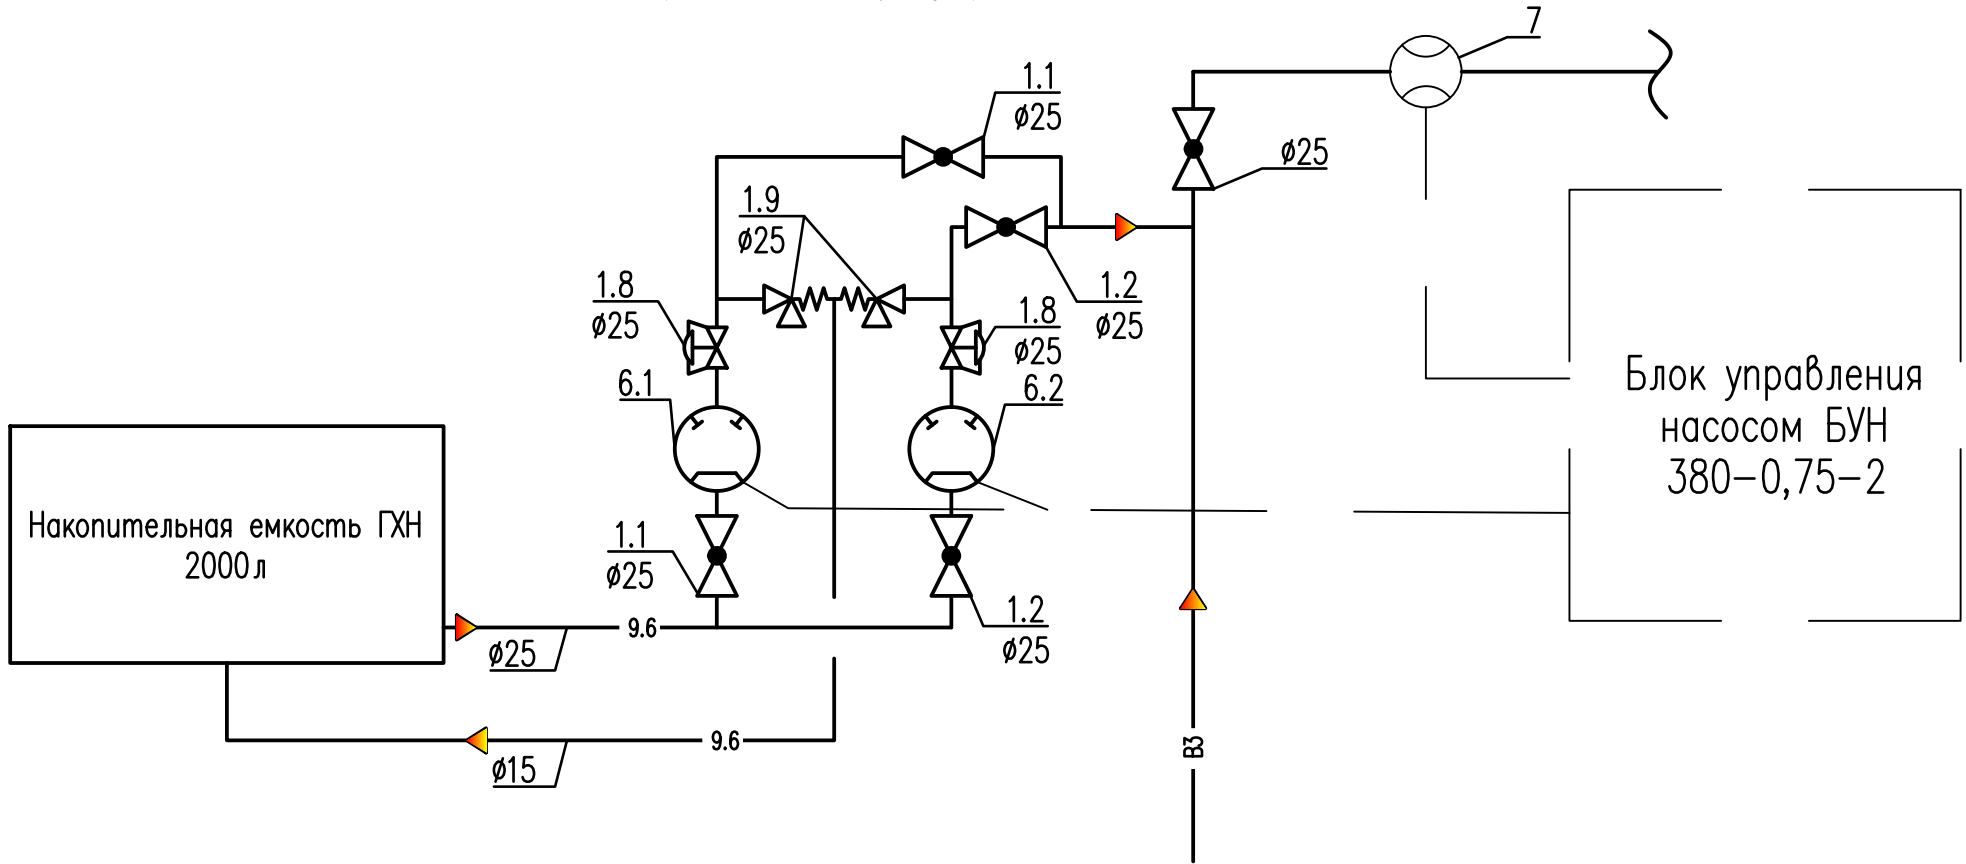 7
1.1
ø25
ø25
1.9
ø25
1.8
ø25
1.2
ø25
1.8
ø25
6.1
6.2
Блок управления
насосом БУН
380-0,75-2
Накопительная емкость ГХН
2000л
1.1
ø25
1.2
ø25
9.6
ø25
9.6
ø15
В3